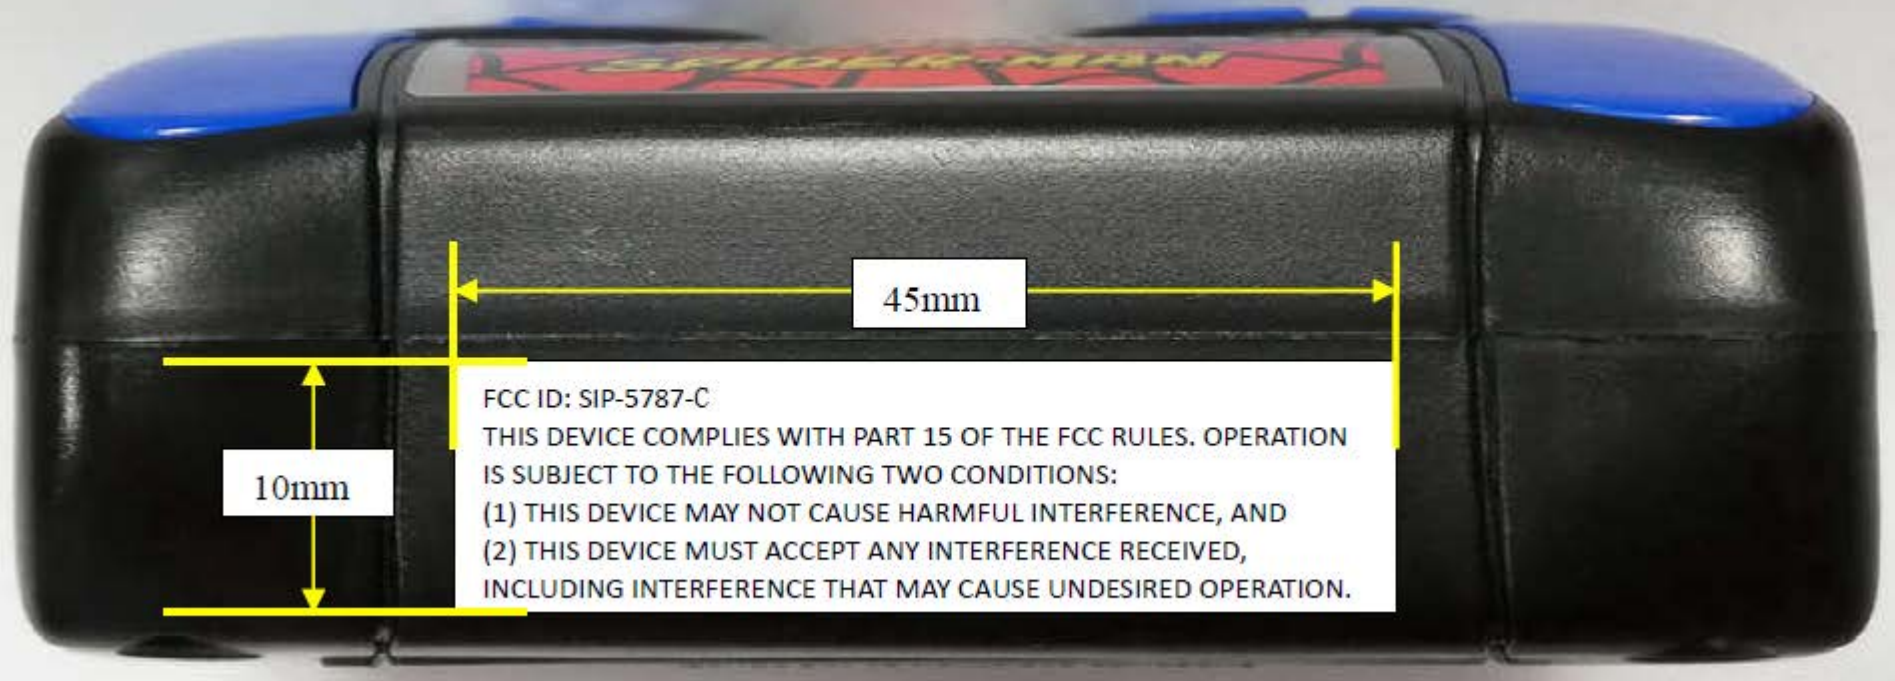 SPIDER-MAN
45mm
10mm
FCC ID: SIP-5787-C
THIS DEVICE COMPLIES WITH PART 15 OF THE FCC RULES. OPERATION
IS SUBJECT TO THE FOLLOWING TWO CONDITIONS:
(1) THIS DEVICE MAY NOT CAUSE HARMFUL INTERFERENCE, AND
(2) THIS DEVICE MUST ACCEPT ANY INTERFERENCE RECEIVED,
INCLUDING INTERFERENCE THAT MAY CAUSE UNDESIRED OPERATION.